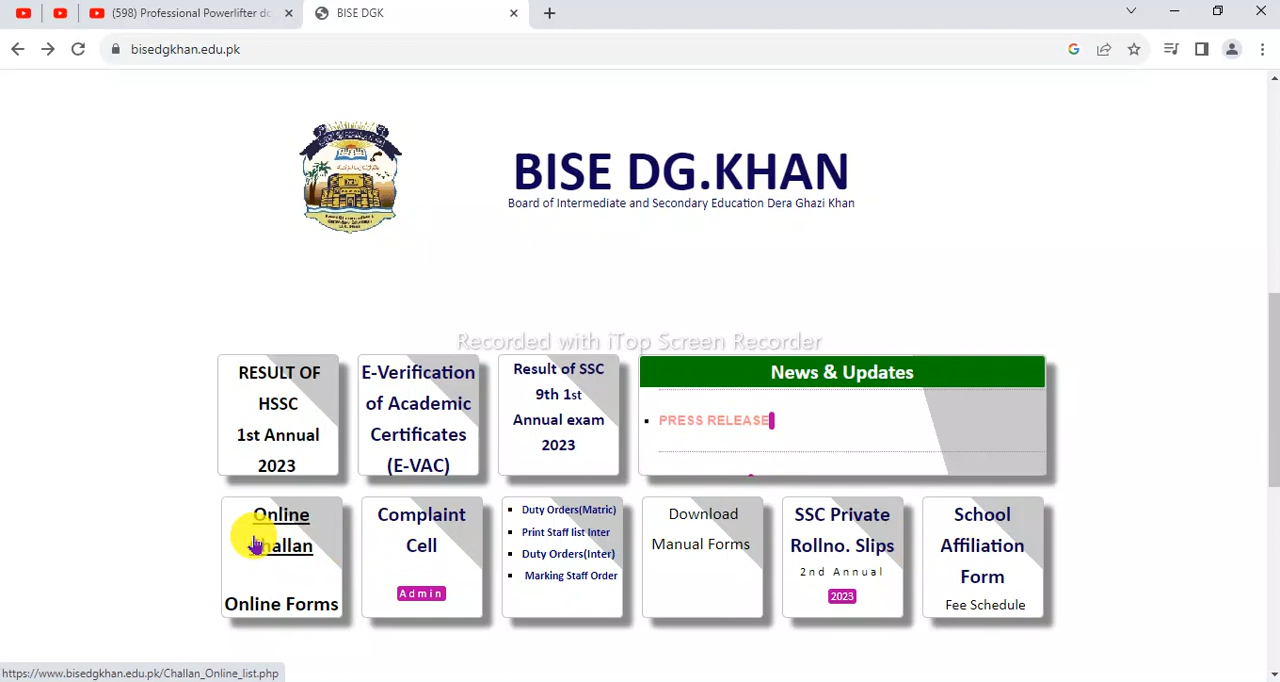 (598) Professional Powerlifter do
BISE DGK
bisedgkhan.edu.pk
BISE DG.KHAN
Board of Intermediate and Secondary Education Dera Ghazi Khan
Recorded with iTop Screen Recorder
RESULT OF
HSSC
1st Annual
2023
E-Verification
of Academic
Certificates
(E-VAC)
Result of SSC
9th 1st
Annual exam
2023
News & Updates
PRESS RELEASE
Online
Challan
Online Forms
Complaint
Cell
Admin
Duty Orders(Matric)
Print Staff list Inter
Duty Orders(Inter)
Marking Staff Order
Download
Manual Forms
SSC Private
Rollno. Slips
2nd Annual
2023
School
Affiliation
Form
Fee Schedule
https://www.bisedgkhan.edu.pk/Challan_Online_list.php